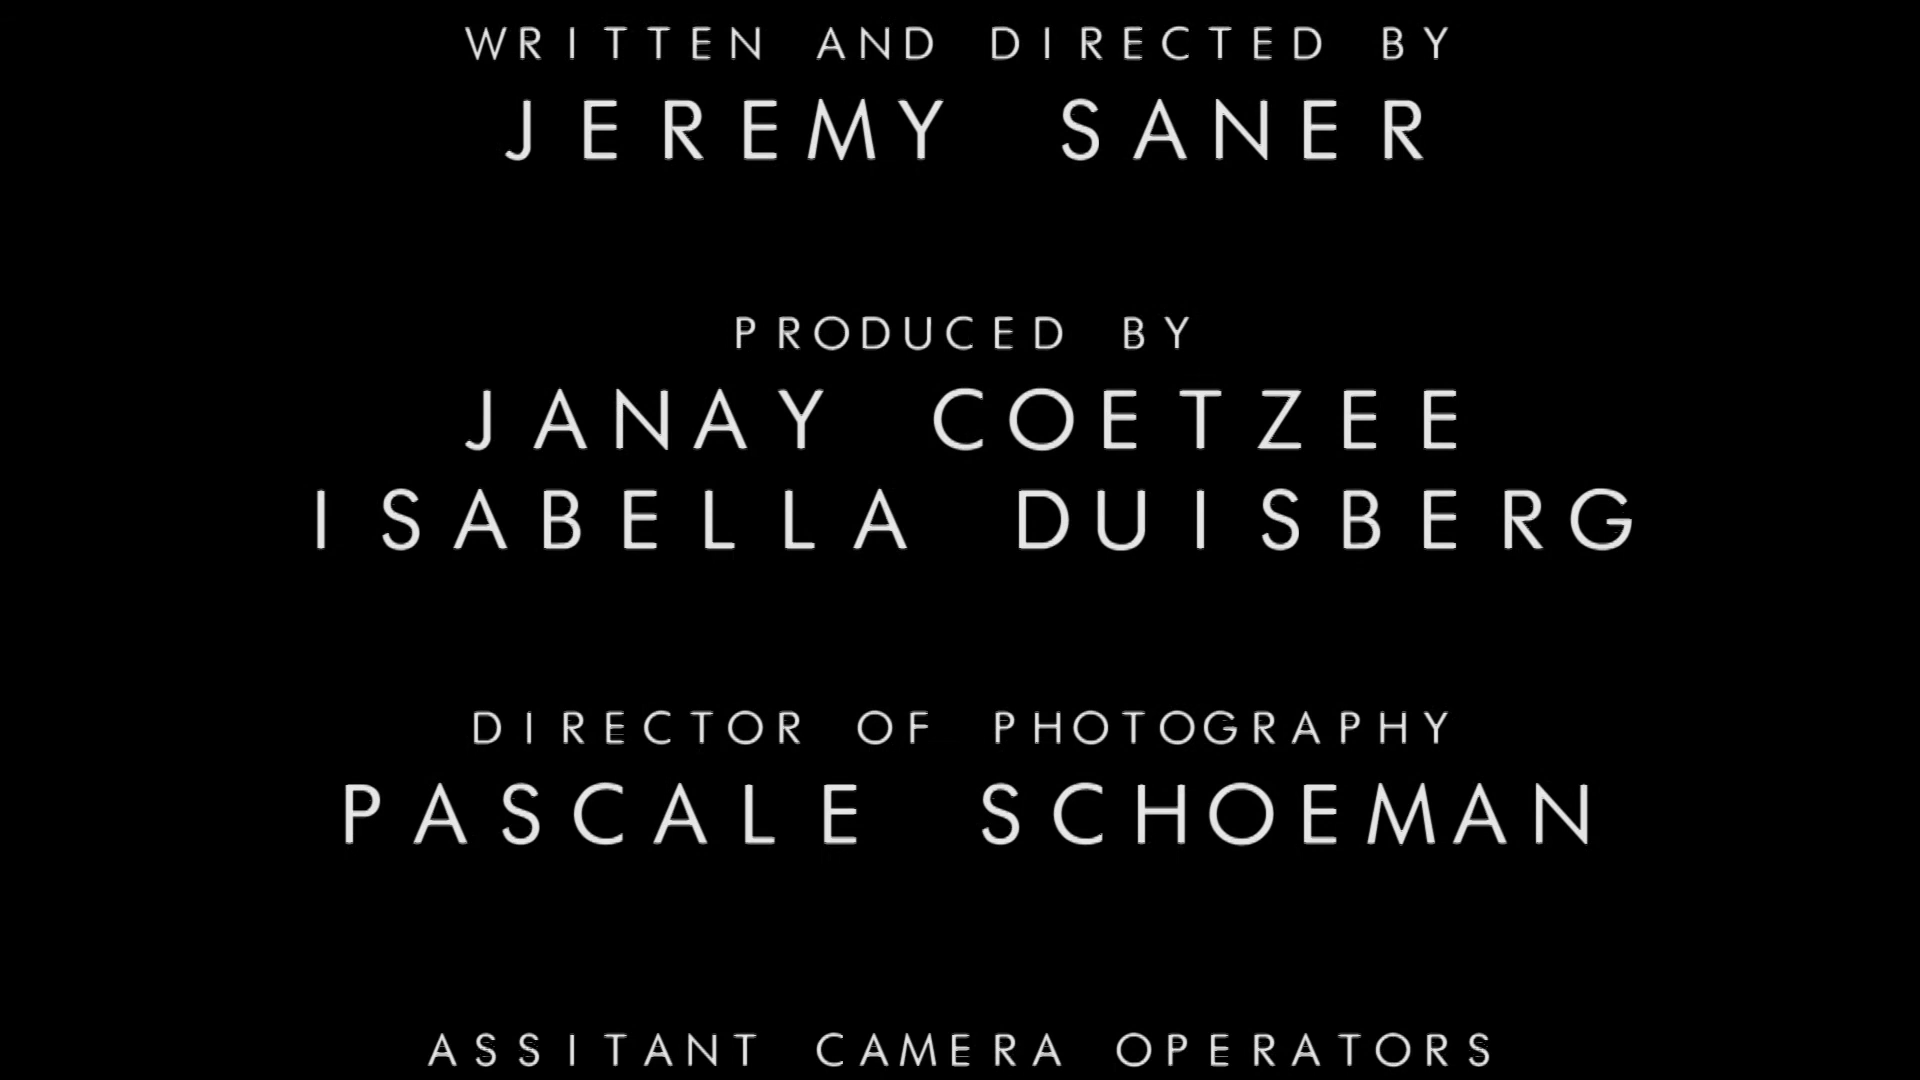 WRITTEN AND DIRECTED BY
JEREMY SANER
PRODUCED BY
JANAY COETZEE
ISABELLA DUISBERG
DIRECTOR OF PHOTOGRAPHY
PASCALE SCHOEMAN
ASSITANT CAMERA OPERATORS